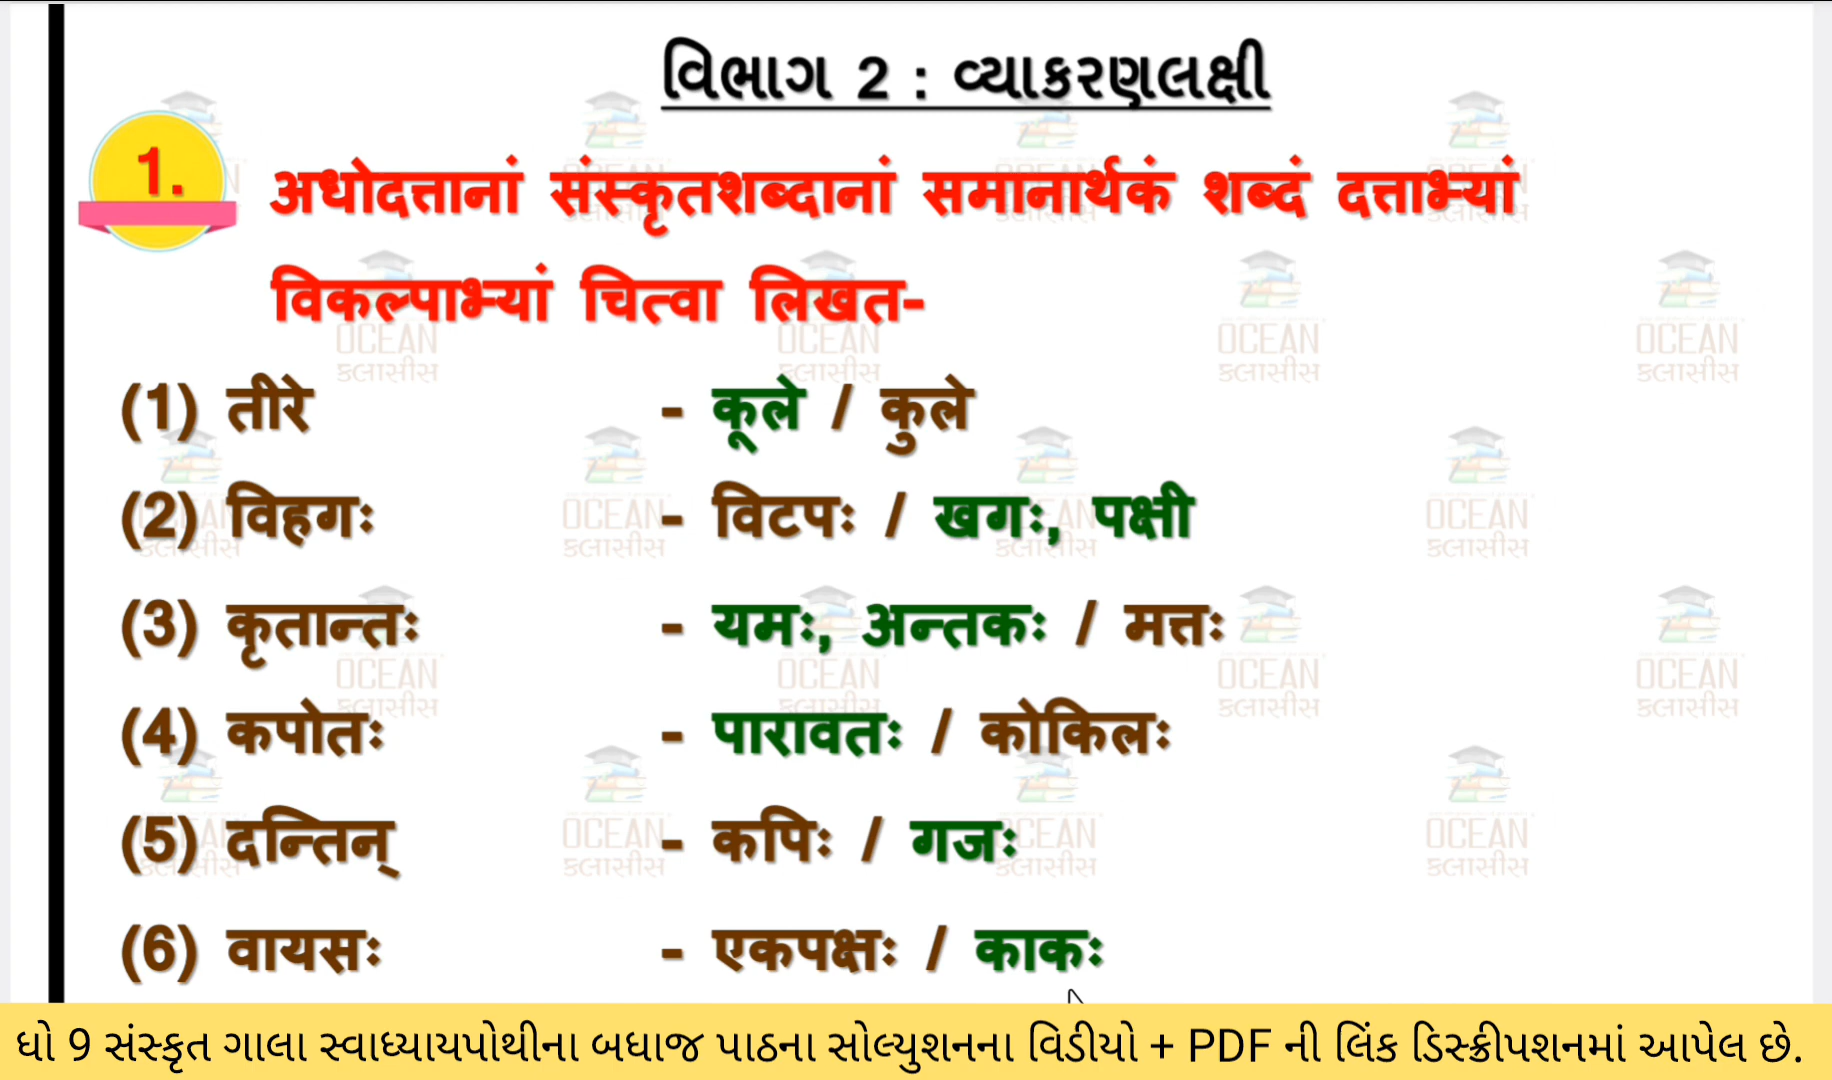 વિભાગ 2 : વ્યાકરણલક્ષી
1. अधोदत्तानां संस्कृतशब्दानां समानार्थकं शब्दं दत्ताभ्यां
विकल्पाभ्यां चित्वा लिखत-
(1) तीरे - कूले / कुले
(2) विहगः - विटपः / खगः, पक्षी
(3) कृतान्तः - यमः, अन्तकः / मत्तः
(4) कपोतः - पारावतः / कोकिलः
(5) दन्तिन् - कपिः / गजः
(6) वायसः - एकपक्षः / काकः
ધો 9 સંસ્કૃત ગાલા સ્વાધ્યાયપોથીના બધાજ પાઠના સોલ્યુશનના વિડીયો + PDF ની લિંક ડિસ્ક્રીપશનમાં આપેલ છે.